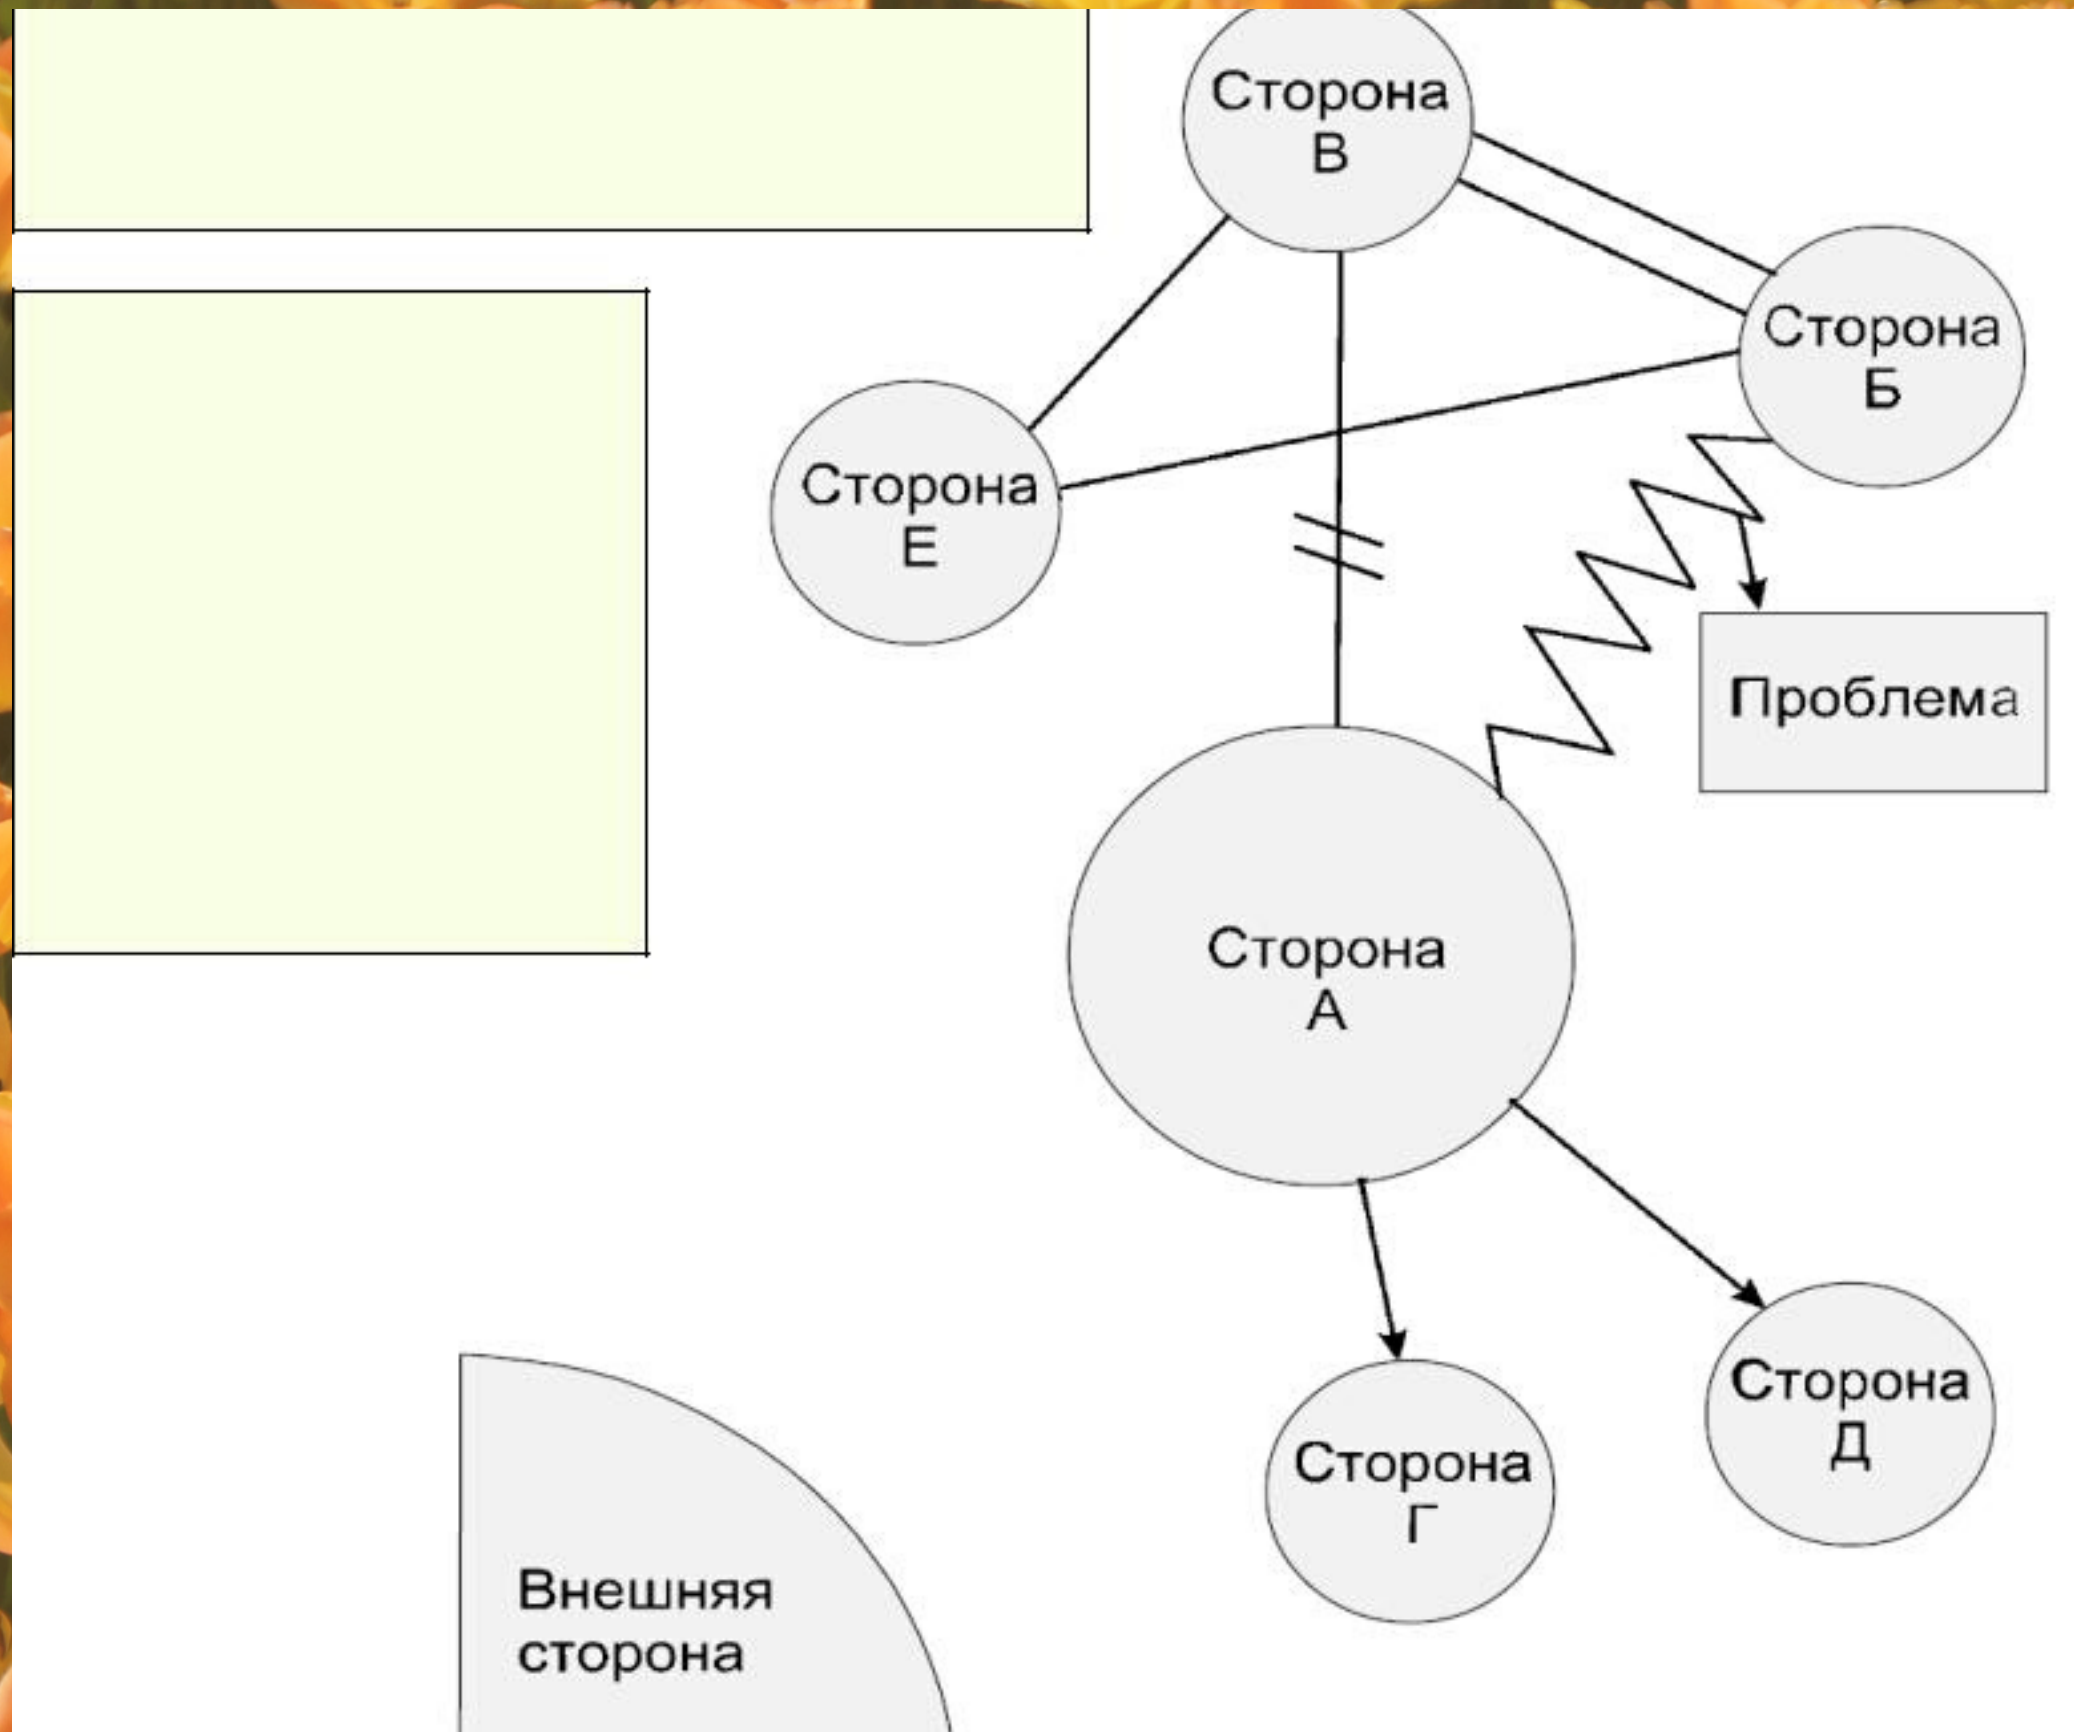 Сторона
В
Сторона
Б
Сторона
Е
Проблема
Сторона
А
Сторона
Д
Сторона
Г
Внешняя
сторона